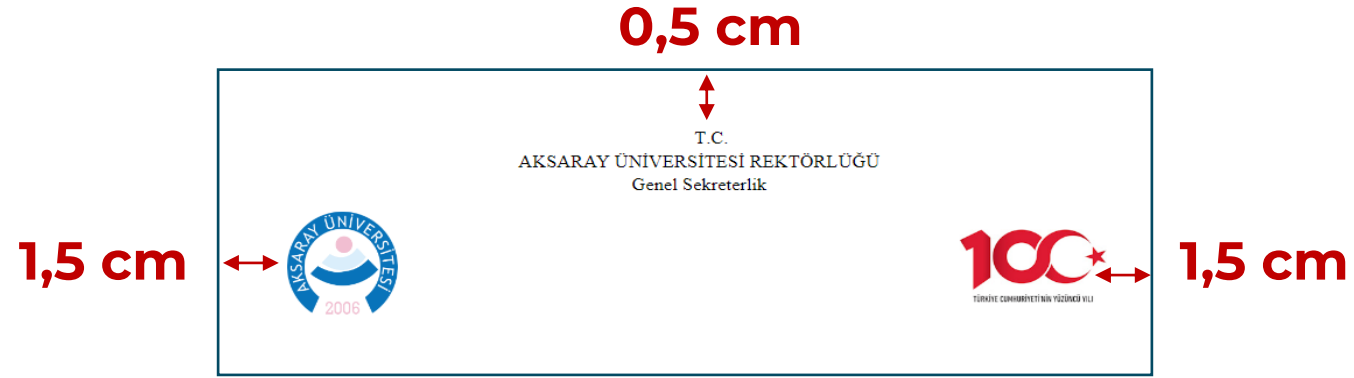 0,5 cm
T.C.
AKSARAY ÜNİVERSİTESİ REKTÖRLÜĞÜ
Genel Sekreterlik
AKSARAY ÜNİVERSİTESİ
2006
1,5 cm
100
TÜRKİYE CUMHURİYETİ'NİN YÜZÜNCÜ YILI
1,5 cm